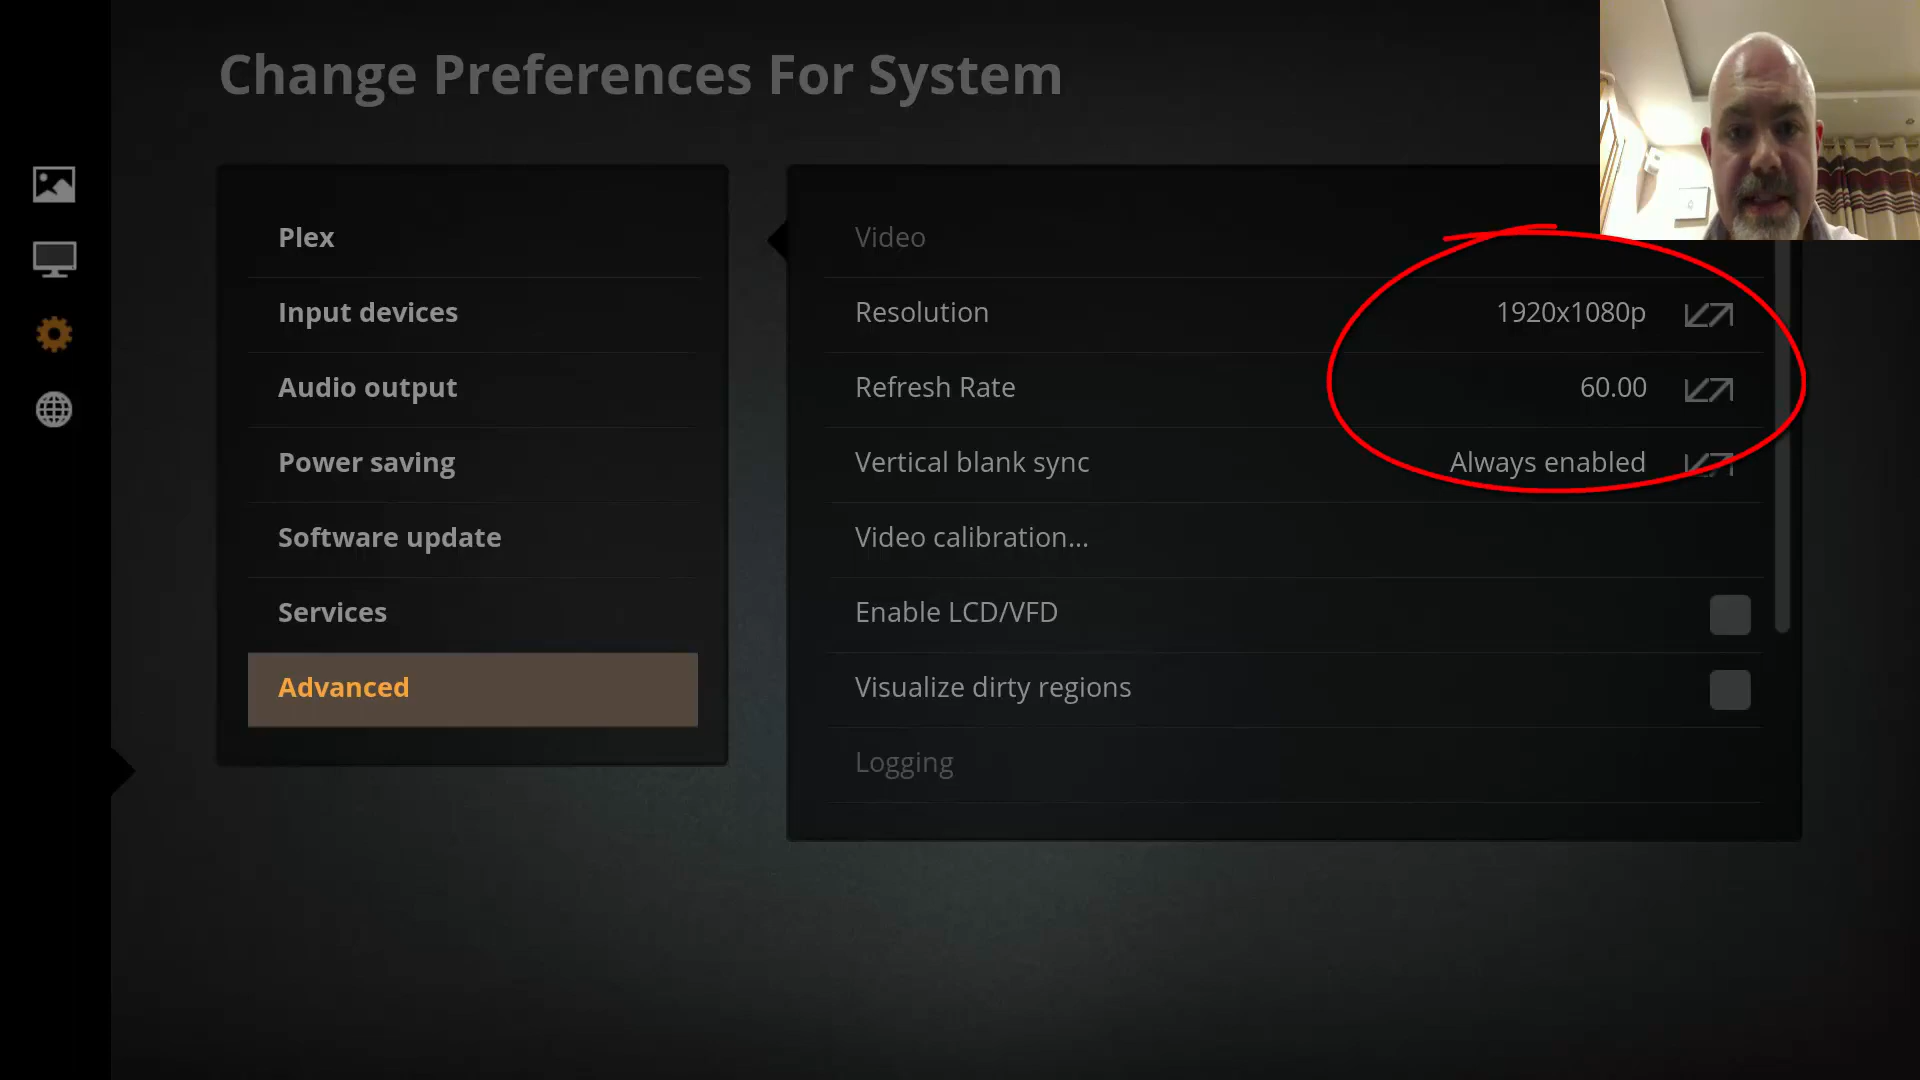 Change Preferences For System
Plex
Input devices
Audio output
Power saving
Software update
Services
Advanced
Video
Resolution 1920x1080p
Refresh Rate 60.00
Vertical blank sync Always enabled
Video calibration...
Enable LCD/VFD
Visualize dirty regions
Logging